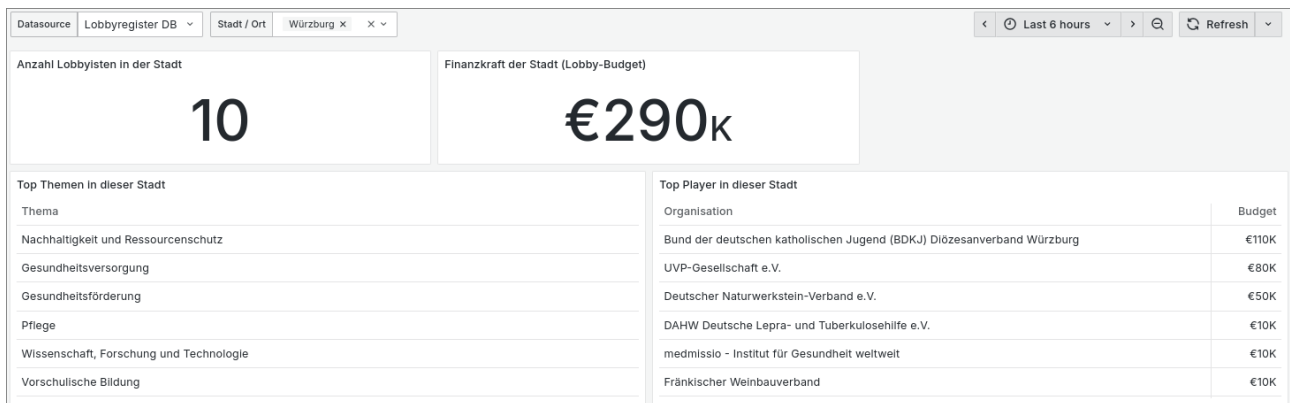 Datasource Lobbyregister DB Stadt / Ort Würzburg × Last 6 hours Refresh
Anzahl Lobbyisten in der Stadt
10
Finanzkraft der Stadt (Lobby-Budget)
€290K
Top Themen in dieser Stadt
Thema
Nachhaltigkeit und Ressourcenschutz
Gesundheitsversorgung
Gesundheitsförderung
Pflege
Wissenschaft, Forschung und Technologie
Vorschulische Bildung
Top Player in dieser Stadt
Organisation Budget
Bund der deutschen katholischen Jugend (BDKJ) Diözesanverband Würzburg €110K
UVP-Gesellschaft e.V. €80K
Deutscher Naturwerkstein-Verband e.V. €50K
DAHW Deutsche Lepra- und Tuberkulosehilfe e.V. €10K
medmissio - Institut für Gesundheit weltweit €10K
Fränkischer Weinbauverband €10K